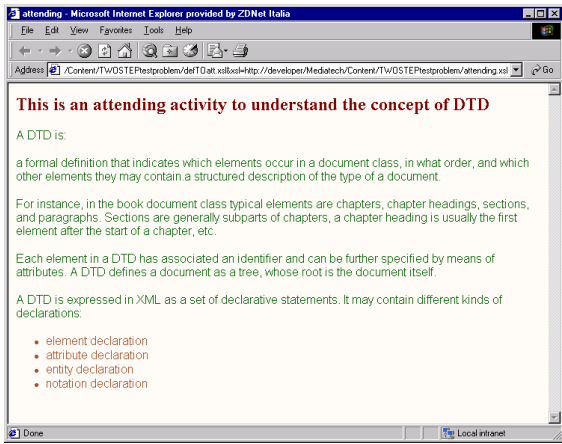 attending - Microsoft Internet Explorer provided by ZDNet Italia
File Edit View Favorites Tools Help
Address /Content/TWOSTEPtestproblem/defTOatt.xsl&xsl=http://developer/Mediatech/Content/TWOSTEPtestproblem/attending.xsl Go
This is an attending activity to understand the concept of DTD
A DTD is:
a formal definition that indicates which elements occur in a document class, in what order, and which
other elements they may contain.a structured description of the type of a document.
For instance, in the book document class typical elements are chapters, chapter headings, sections,
and paragraphs. Sections are generally subparts of chapters, a chapter heading is usually the first
element after the start of a chapter, etc.
Each element in a DTD has associated an identifier and can be further specified by means of
attributes. A DTD defines a document as a tree, whose root is the document itself.
A DTD is expressed in XML as a set of declarative statements. It may contain different kinds of
declarations:
• element declaration
• attribute declaration
• entity declaration
• notation declaration
Done Local intranet